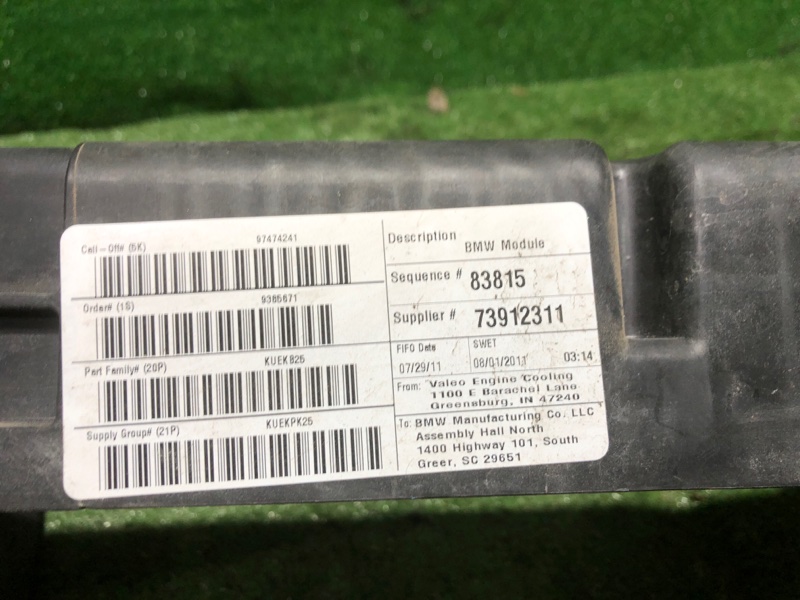 Call-Off# (5K) 97474241
Order# (1S) 9385671
Part Family# (20P) KUEKB25
Supply Group# (21P) KUEKPK25
Description BMW Module
Sequence # 83815
Supplier # 73912311
FIFO Date SWET
07/29/11 08/01/2011 03:14
From: Valeo Engine Cooling
1100 E Barachel Lane
Greensburg, IN 47240
To: BMW Manufacturing Co. LLC
Assembly Hall North
1400 Highway 101, South
Greer, SC 29651